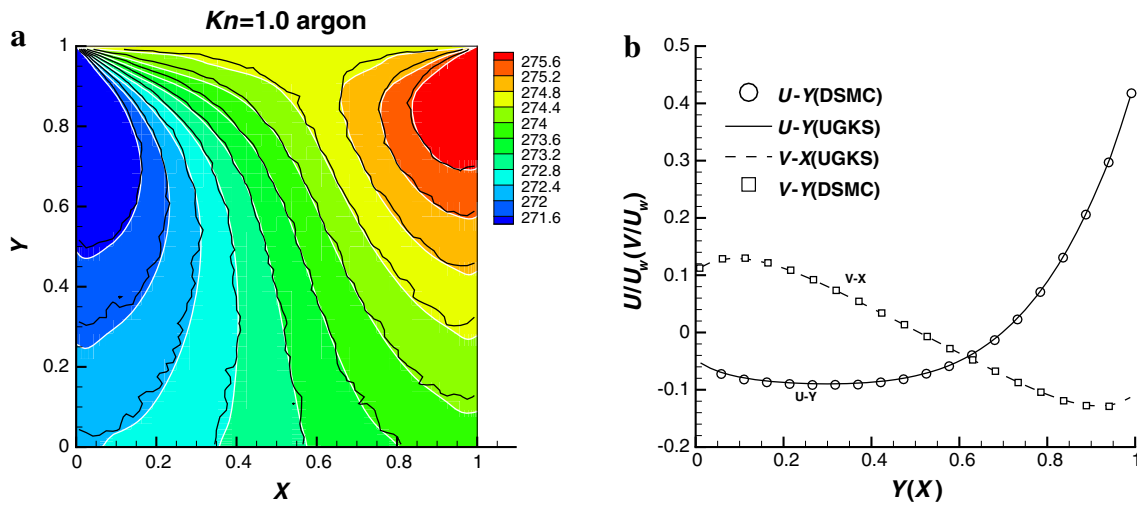 a
Kn=1.0 argon
Y
1
0.8
0.6
0.4
0.2
0
0
0.2
0.4
0.6
0.8
1
X
275.6
275.2
274.8
274.4
274
273.6
273.2
272.8
272.4
272
271.6
b
U/U_w(V/U_w)
0.5
0.4
0.3
0.2
0.1
0
-0.1
-0.2
U-Y(DSMC)
U-Y(UGKS)
V-X(UGKS)
V-Y(DSMC)
V-X
U-Y
0
0.2
0.4
0.6
0.8
1
Y(X)